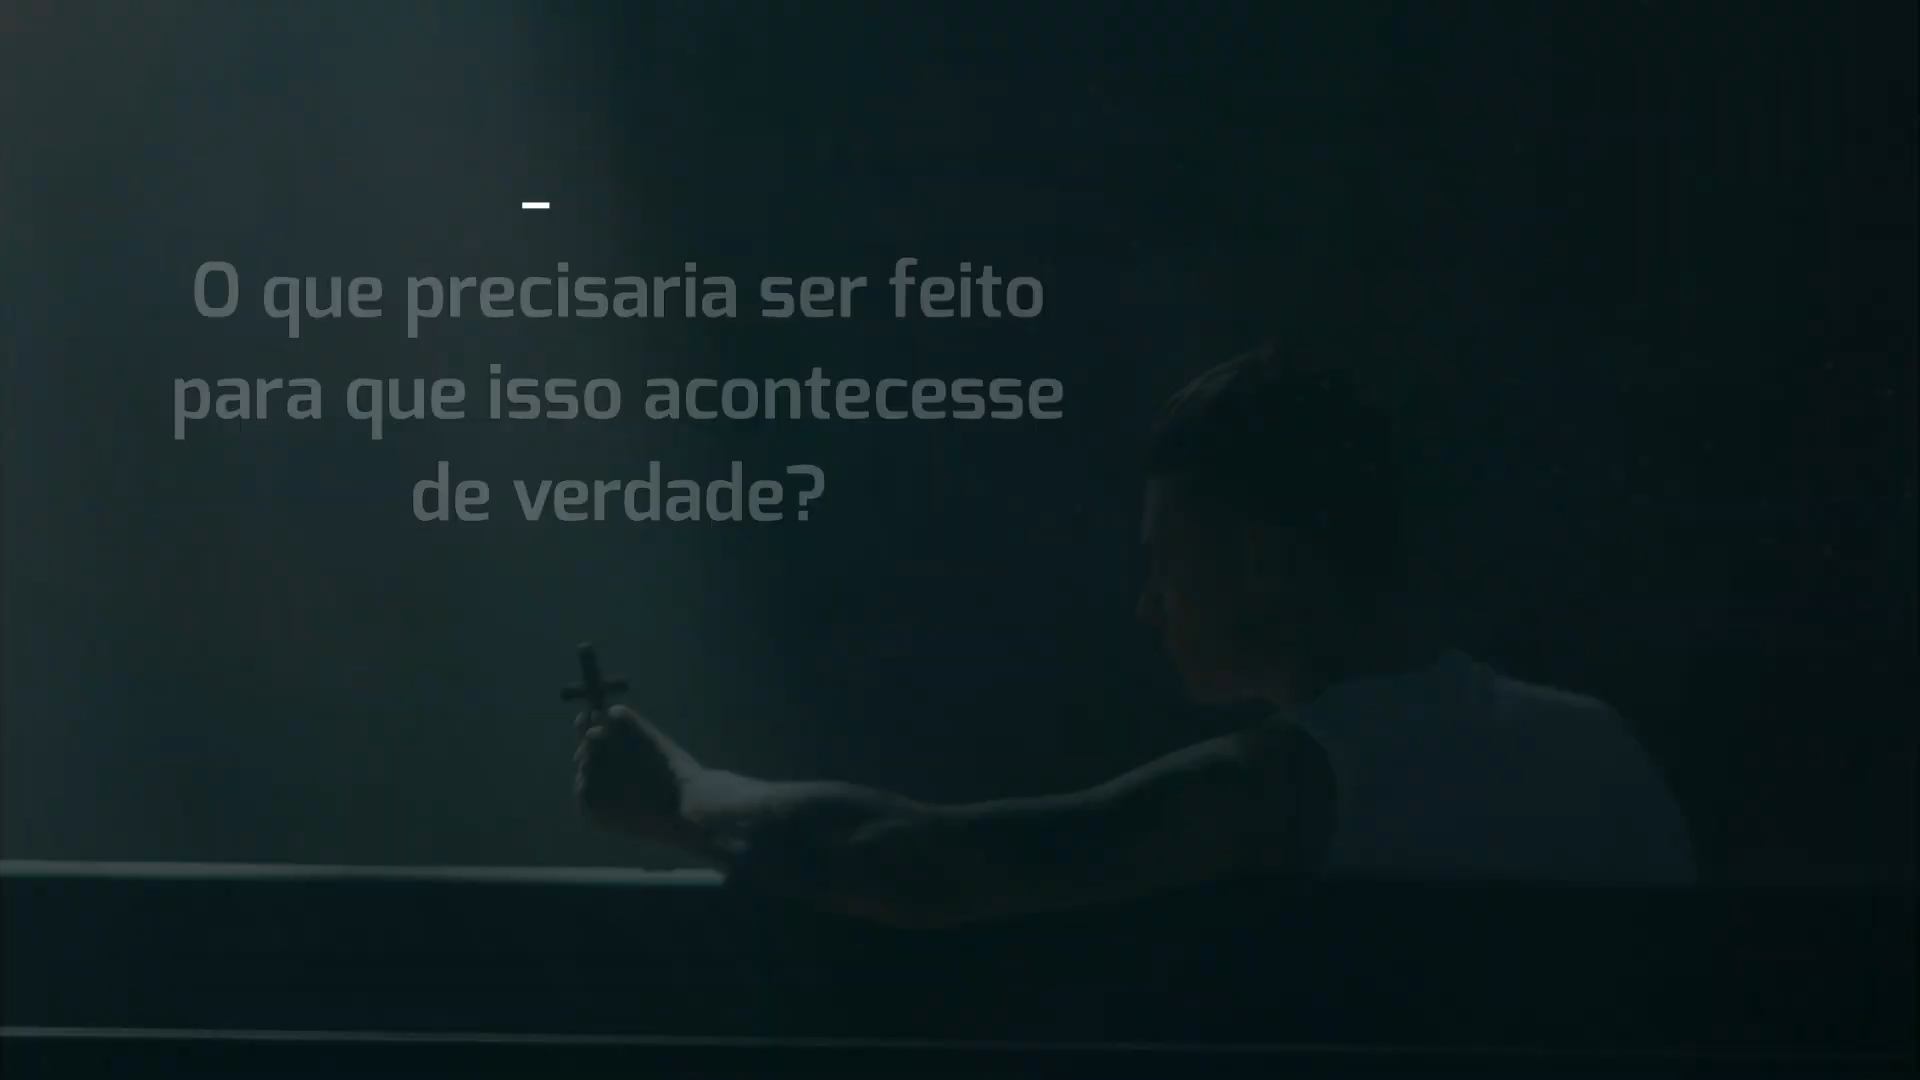 O que precisaria ser feito
para que isso acontecesse
de verdade?